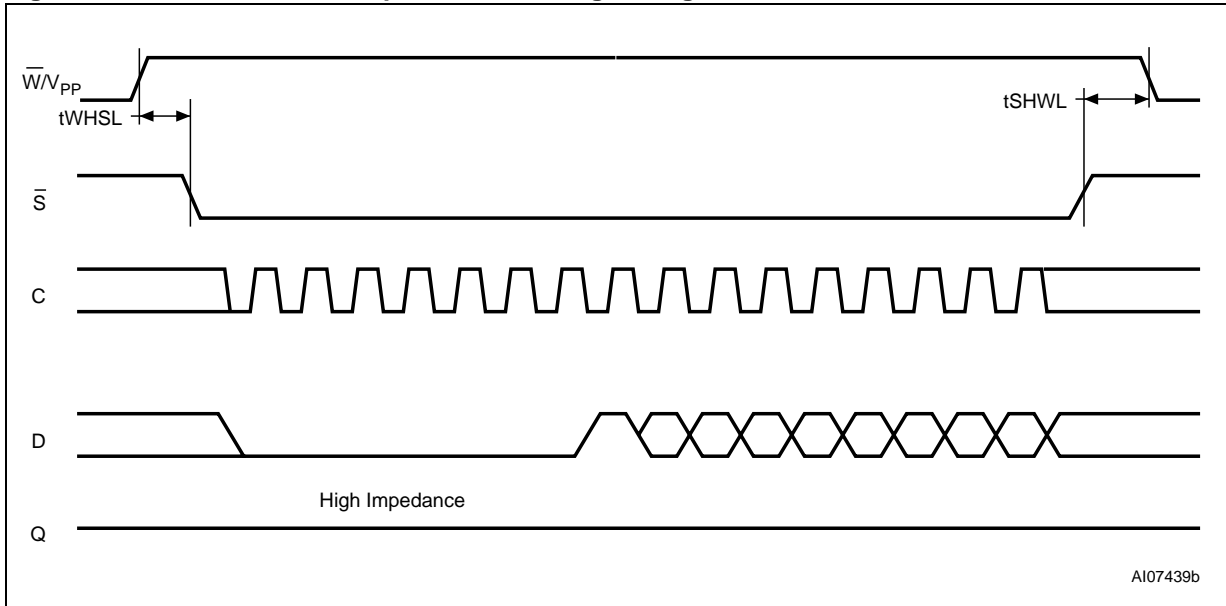 W̅/VPP
tWHSL
tSHWL
S̅
C
D
High Impedance
Q
AI07439b